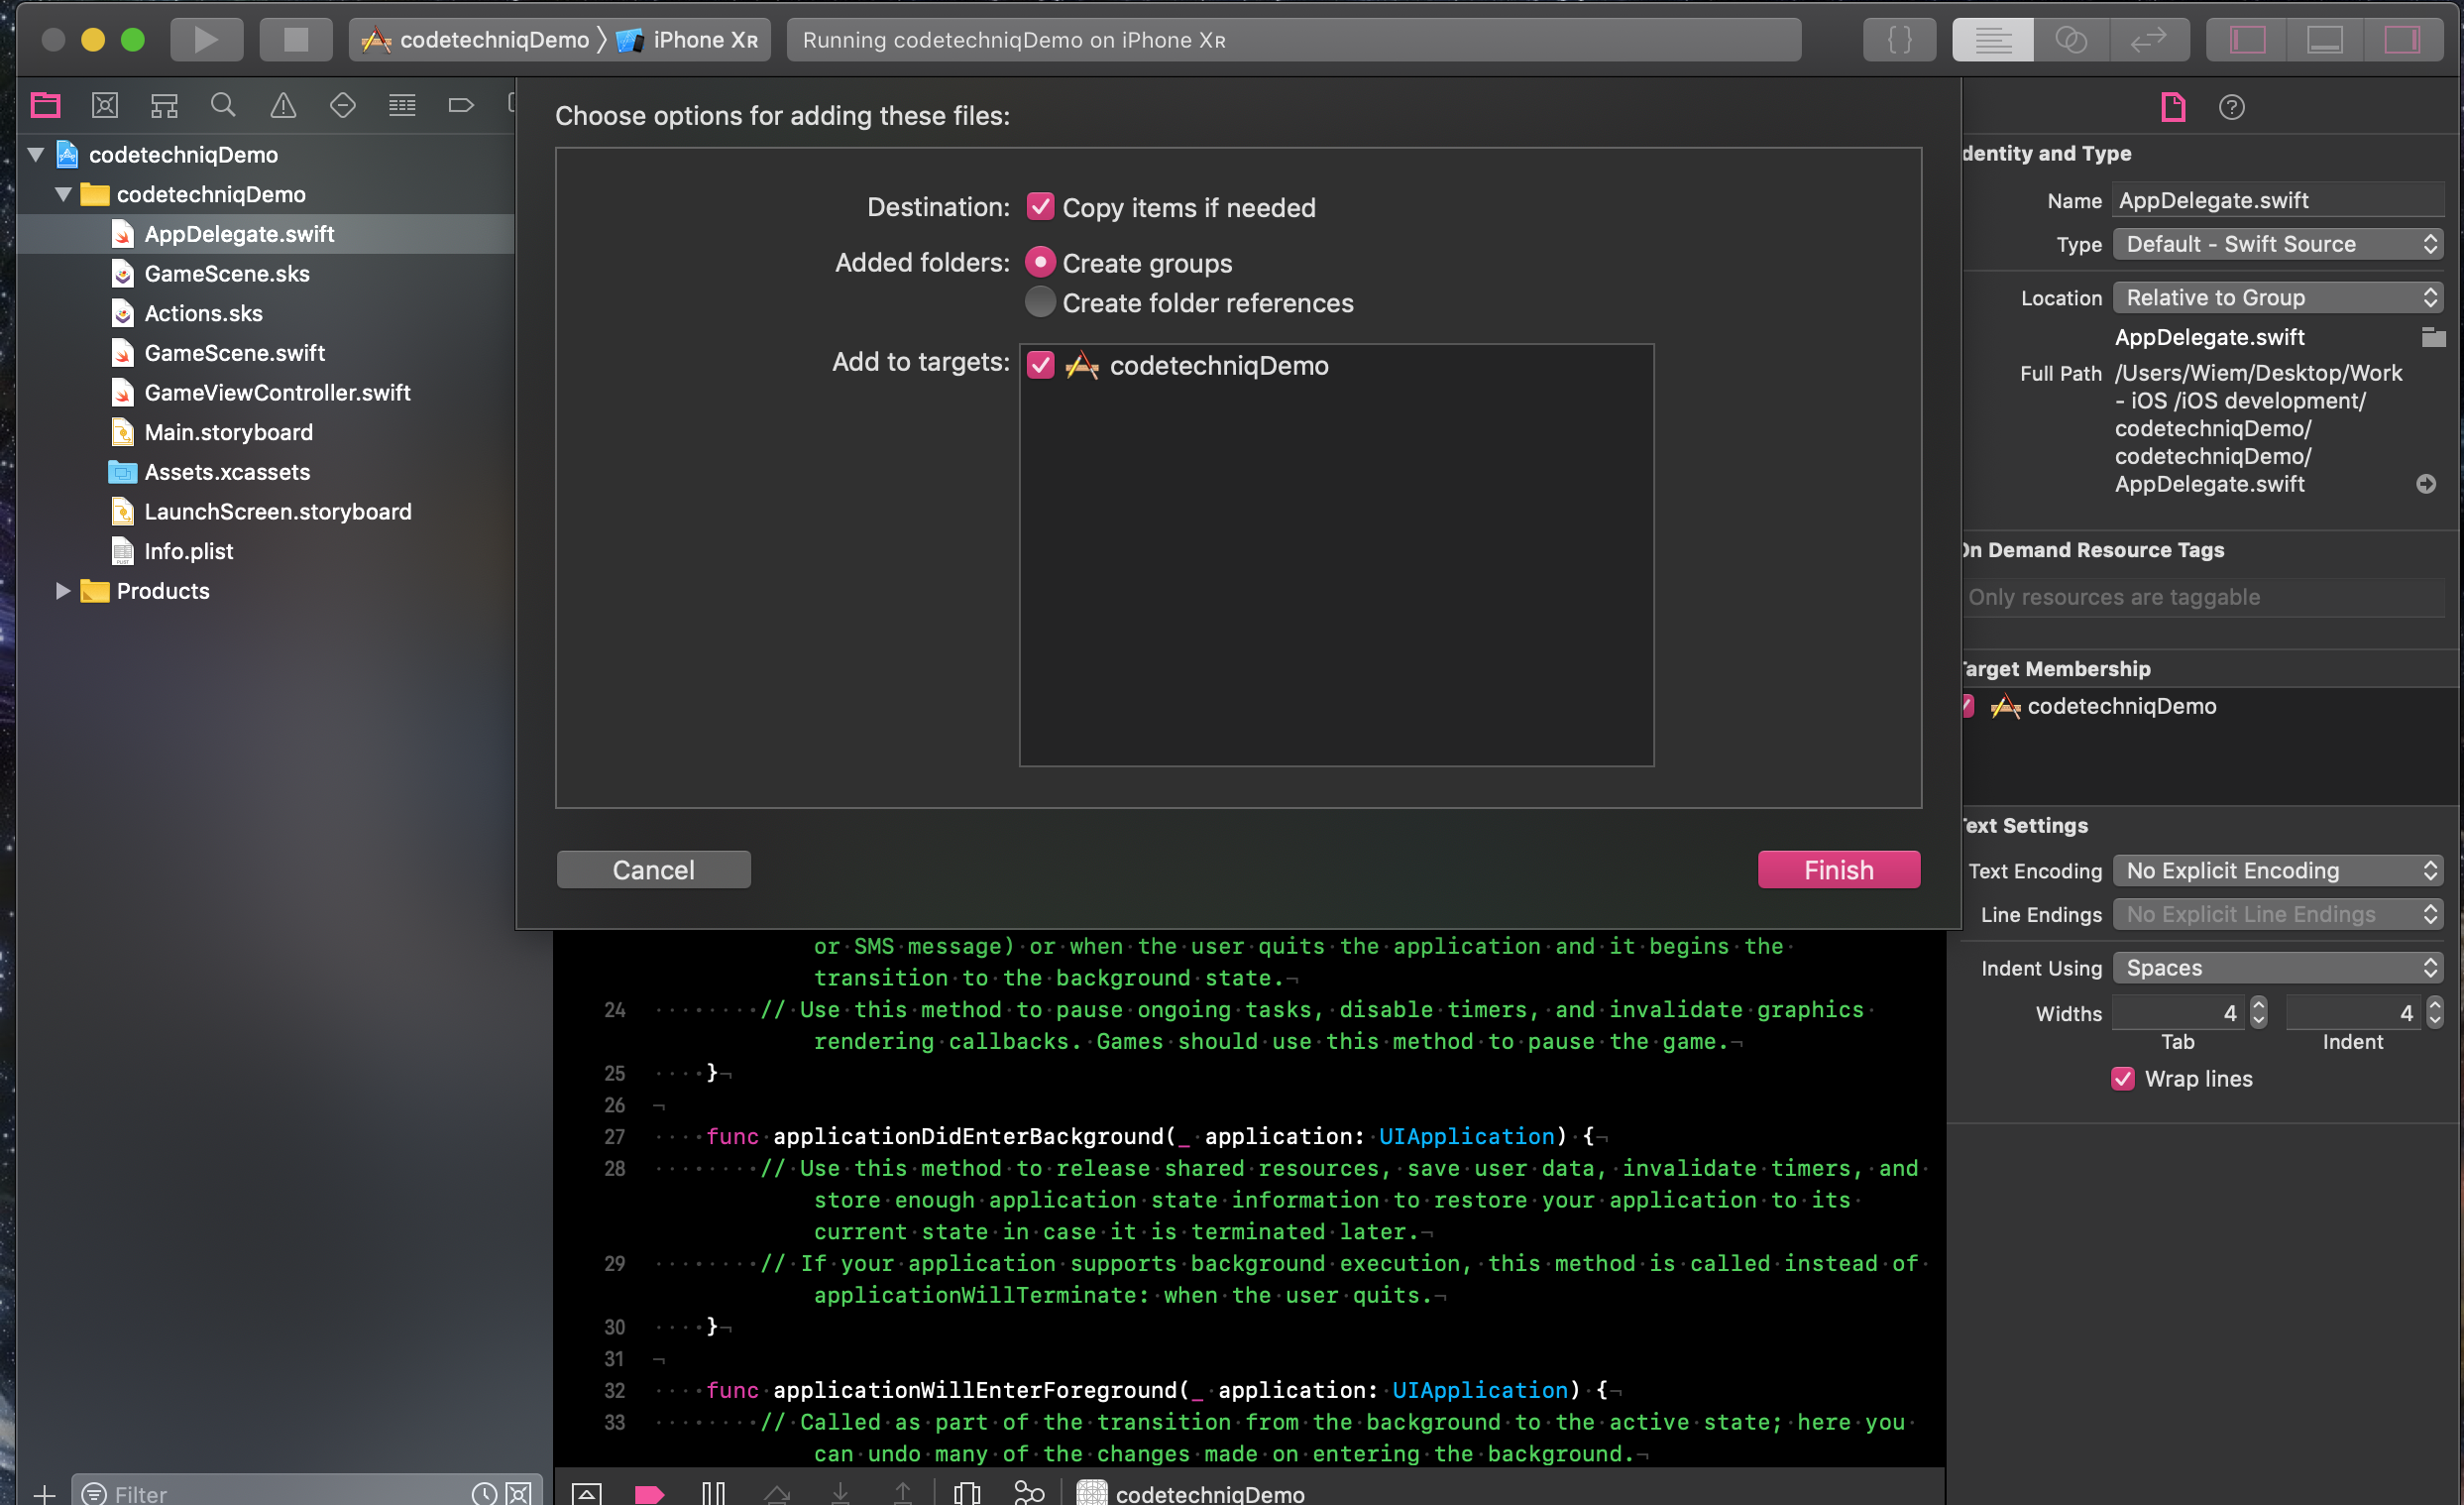 codetechniqDemo
iPhone XR
Running codetechniqDemo on iPhone XR
codetechniqDemo
codetechniqDemo
AppDelegate.swift
GameScene.sks
Actions.sks
GameScene.swift
GameViewController.swift
Main.storyboard
Assets.xcassets
LaunchScreen.storyboard
Info.plist
Products
Filter
Choose options for adding these files:
Destination: Copy items if needed
Added folders: Create groups
Create folder references
Add to targets: codetechniqDemo
Cancel
Finish
or SMS message) or when the user quits the application and it begins the
transition to the background state.
24 // Use this method to pause ongoing tasks, disable timers, and invalidate graphics
rendering callbacks. Games should use this method to pause the game.
25 }
26
27 func applicationDidEnterBackground(_ application: UIApplication) {
28 // Use this method to release shared resources, save user data, invalidate timers, and
store enough application state information to restore your application to its
current state in case it is terminated later.
29 // If your application supports background execution, this method is called instead of
applicationWillTerminate: when the user quits.
30 }
31
32 func applicationWillEnterForeground(_ application: UIApplication) {
33 // Called as part of the transition from the background to the active state; here you
can undo many of the changes made on entering the background.
codetechniqDemo
dentity and Type
Name AppDelegate.swift
Type Default - Swift Source
Location Relative to Group
AppDelegate.swift
Full Path /Users/Wiem/Desktop/Work
- iOS /iOS development/
codetechniqDemo/
codetechniqDemo/
AppDelegate.swift
On Demand Resource Tags
Only resources are taggable
Target Membership
codetechniqDemo
Text Settings
Text Encoding No Explicit Encoding
Line Endings No Explicit Line Endings
Indent Using Spaces
Widths 4 4
Tab Indent
Wrap lines